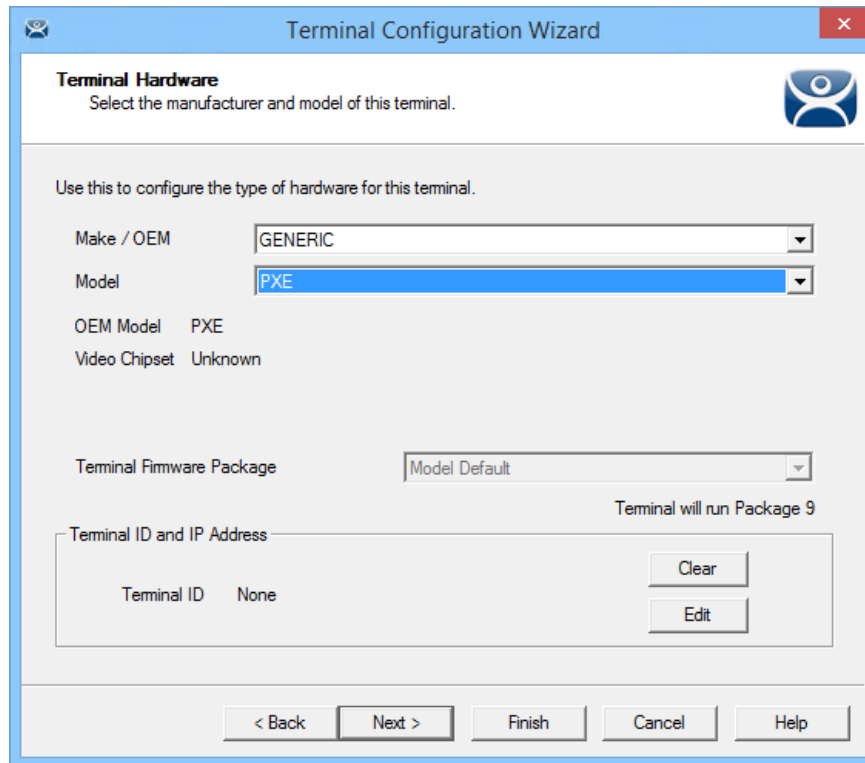 Terminal Configuration Wizard
Terminal Hardware
Select the manufacturer and model of this terminal.
Use this to configure the type of hardware for this terminal.
Make / OEM GENERIC
Model PXE
OEM Model PXE
Video Chipset Unknown
Terminal Firmware Package Model Default
Terminal will run Package 9
Terminal ID and IP Address
Clear
Terminal ID None
Edit
< Back Next > Finish Cancel Help